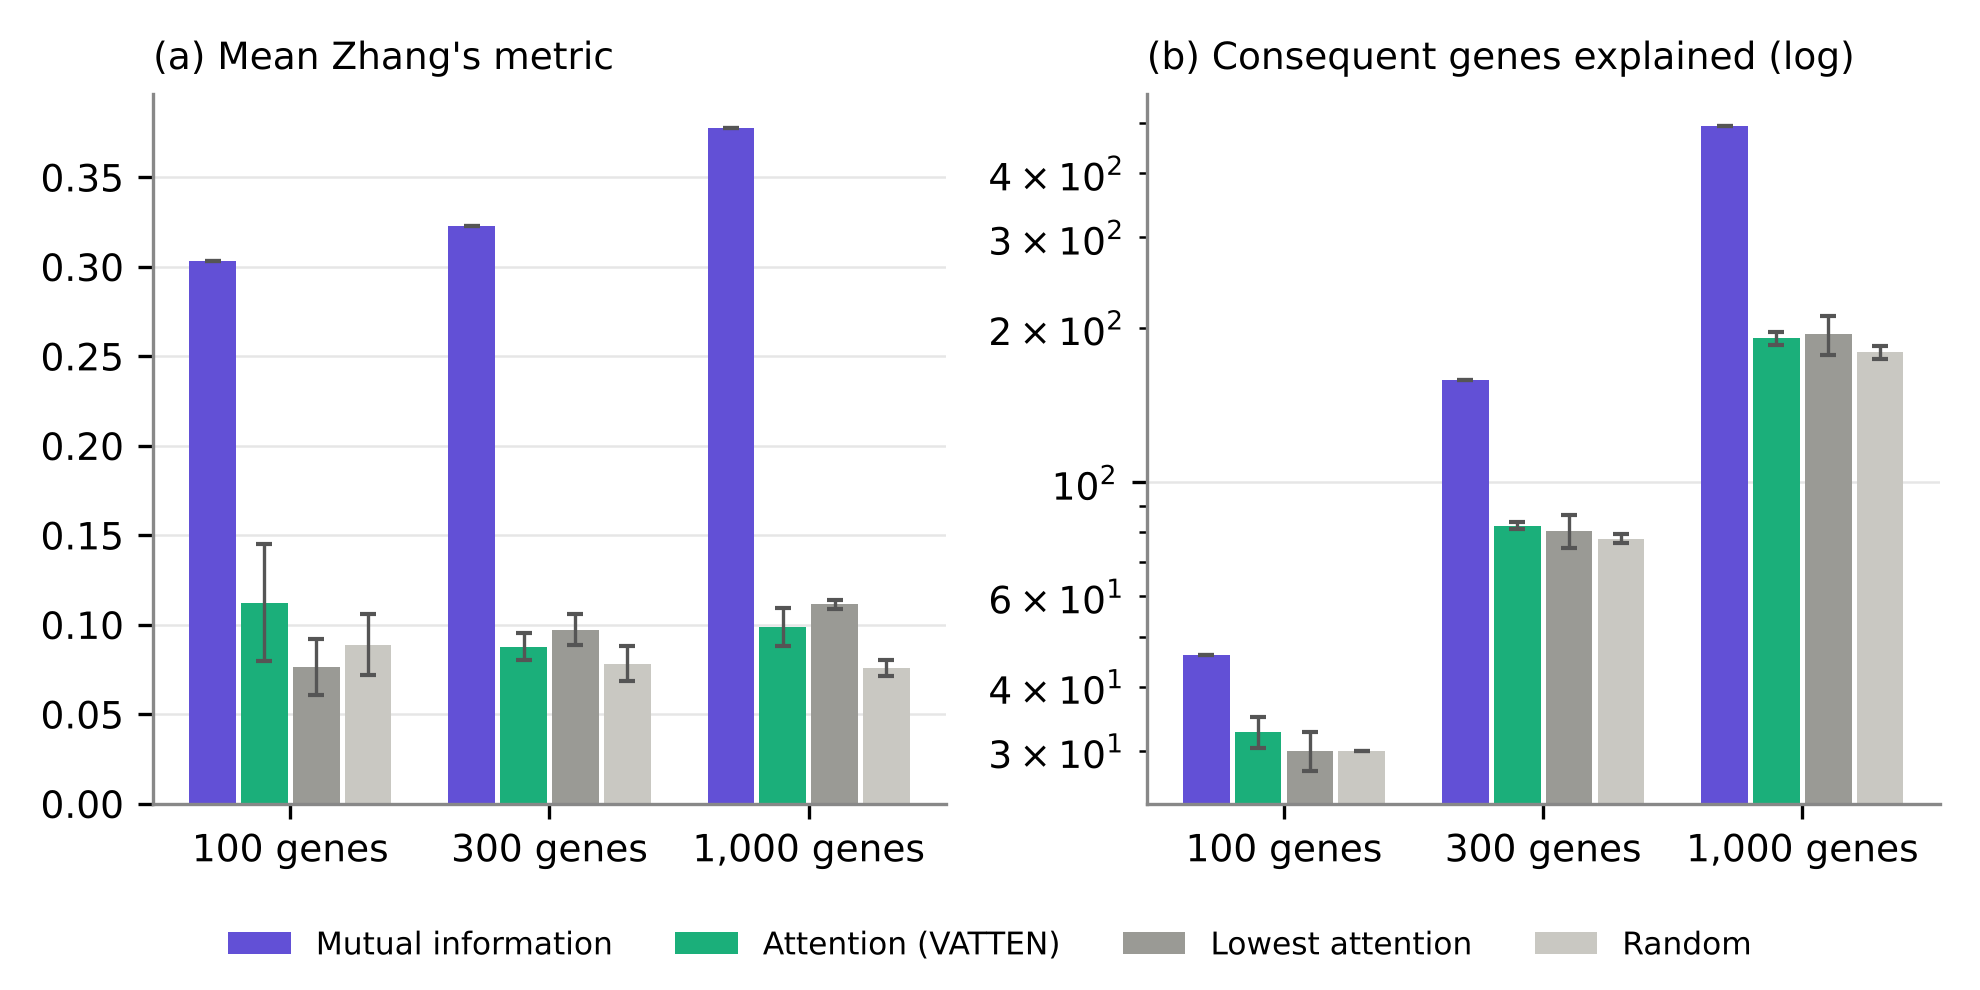 (a) Mean Zhang's metric
0.35
0.30
0.25
0.20
0.15
0.10
0.05
0.00
100 genes
300 genes
1,000 genes
(b) Consequent genes explained (log)
4 × 10²
3 × 10²
2 × 10²
10²
6 × 10¹
4 × 10¹
3 × 10¹
100 genes
300 genes
1,000 genes
Mutual information
Attention (VATTEN)
Lowest attention
Random